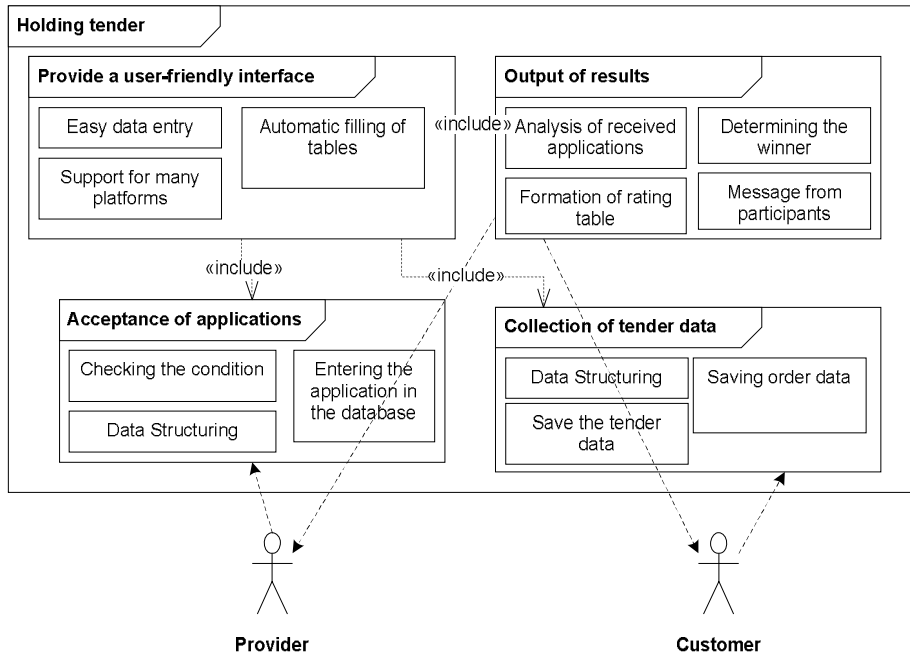 Holding tender
Provide a user-friendly interface
Easy data entry
Support for many
platforms
Automatic filling of
tables
«include»
Output of results
Analysis of received
applications
Determining the
winner
Formation of rating
table
Message from
participants
«include»
«include»
Acceptance of applications
Checking the condition
Data Structuring
Entering the
application in
the database
Collection of tender data
Data Structuring
Saving order data
Save the tender
data
Provider
Customer